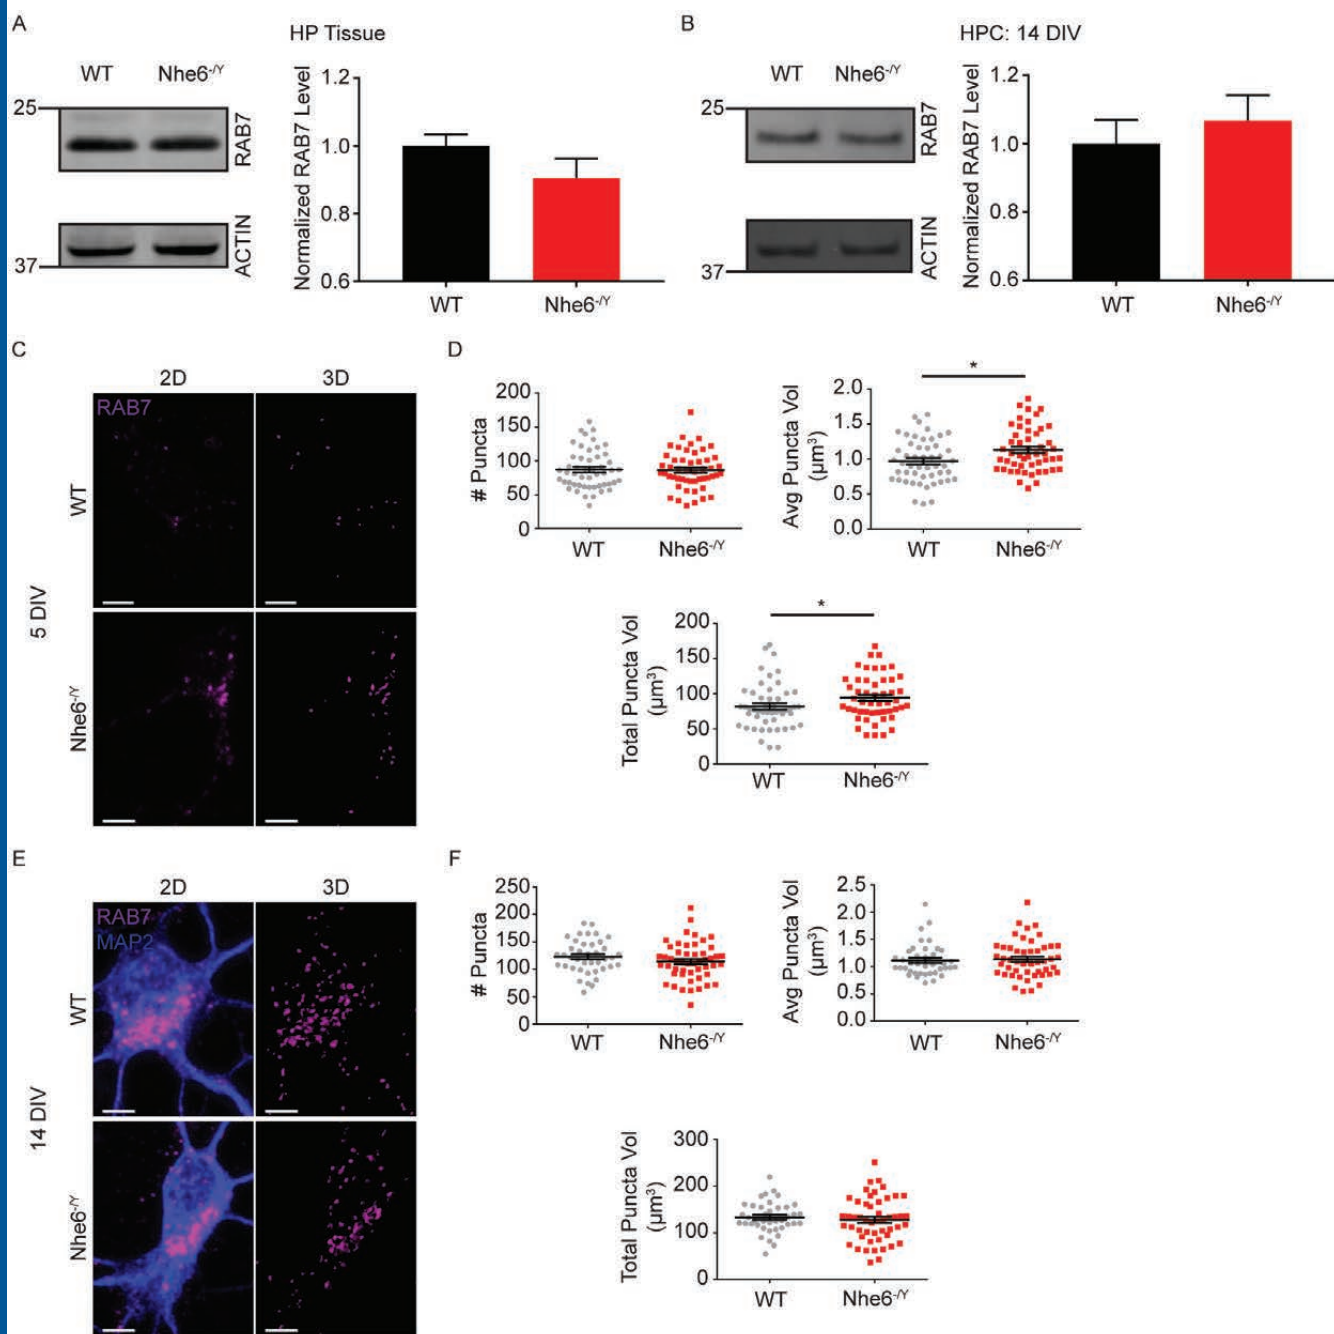 A
HP Tissue
WT Nhe6-/Y
25
RAB7
ACTIN
37
Normalized RAB7 Level
1.2
1.0
0.8
0.6
WT Nhe6-/Y
B
HPC: 14 DIV
WT Nhe6-/Y
25
RAB7
ACTIN
37
Normalized RAB7 Level
1.2
1.0
0.8
0.6
WT Nhe6-/Y
C
2D 3D
RAB7
WT
5 DIV
Nhe6-/Y
D
# Puncta
200
150
100
50
0
WT Nhe6-/Y
*
Avg Puncta Vol
(µm³)
2.0
1.5
1.0
0.5
0.0
WT Nhe6-/Y
*
Total Puncta Vol
(µm³)
200
150
100
50
0
WT Nhe6-/Y
E
2D 3D
RAB7
MAP2
WT
14 DIV
Nhe6-/Y
F
# Puncta
250
200
150
100
50
0
WT Nhe6-/Y
Avg Puncta Vol
(µm³)
2.5
2.0
1.5
1.0
0.5
0.0
WT Nhe6-/Y
Total Puncta Vol
(µm³)
300
200
100
0
WT Nhe6-/Y